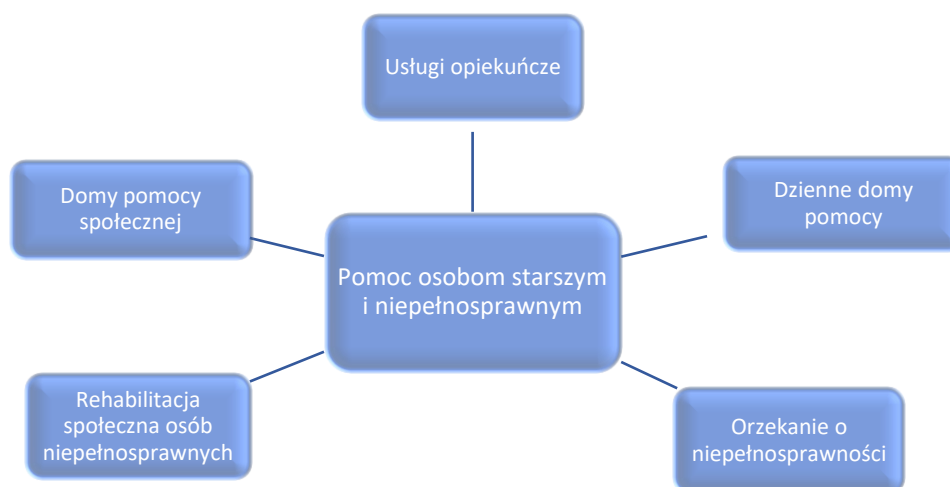 Usługi opiekuńcze
Domy pomocy
społecznej
Dzienne domy
pomocy
Pomoc osobom starszym
i niepełnosprawnym
Rehabilitacja
społeczna osób
niepełnosprawnych
Orzekanie o
niepełnosprawności